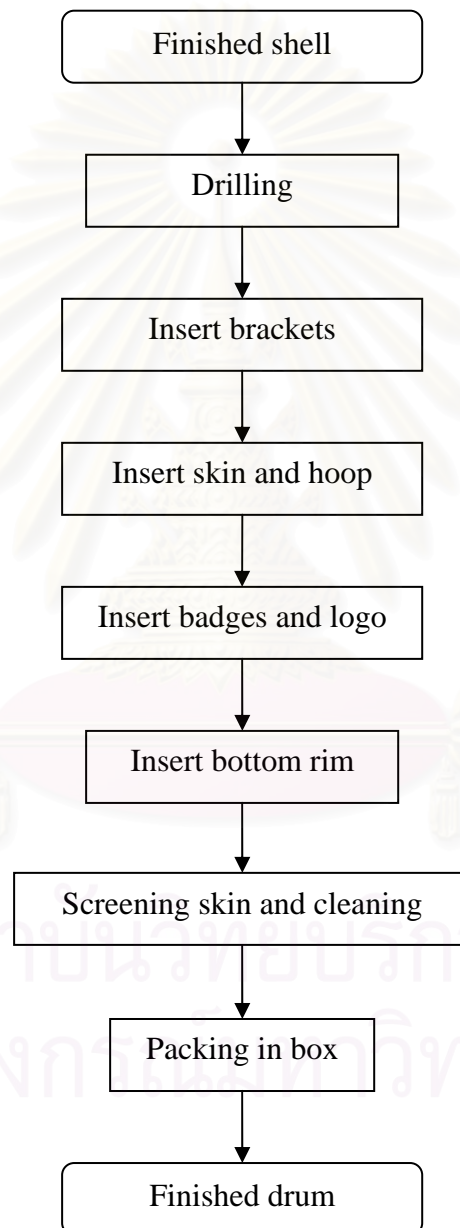 Finished shell
Drilling
Insert brackets
Insert skin and hoop
Insert badges and logo
Insert bottom rim
Screening skin and cleaning
Packing in box
Finished drum